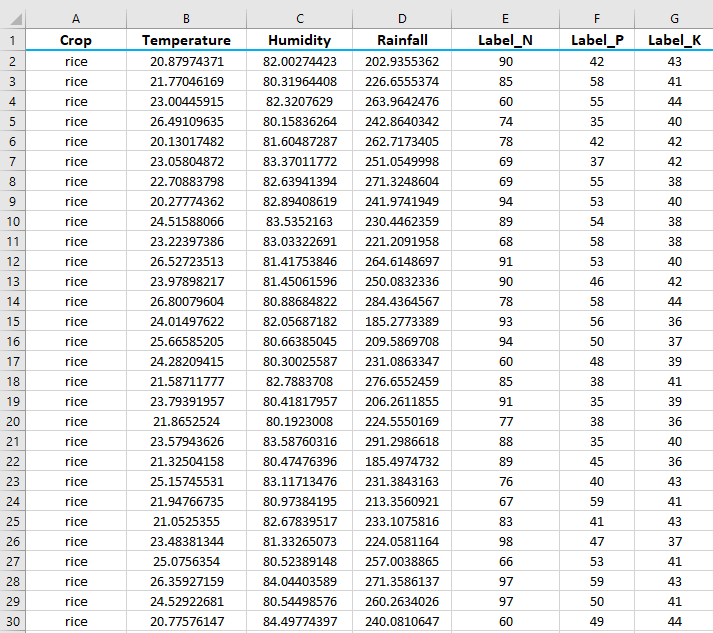 A B C D E F G
1 Crop Temperature Humidity Rainfall Label_N Label_P Label_K
2 rice 20.87974371 82.00274423 202.9355362 90 42 43
3 rice 21.77046169 80.31964408 226.6555374 85 58 41
4 rice 23.00445915 82.3207629 263.9642476 60 55 44
5 rice 26.49109635 80.15836264 242.8640342 74 35 40
6 rice 20.13017482 81.60487287 262.7173405 78 42 42
7 rice 23.05804872 83.37011772 251.0549998 69 37 42
8 rice 22.70883798 82.63941394 271.3248604 69 55 38
9 rice 20.27774362 82.89408619 241.9741949 94 53 40
10 rice 24.51588066 83.5352163 230.4462359 89 54 38
11 rice 23.22397386 83.03322691 221.2091958 68 58 38
12 rice 26.52723513 81.41753846 264.6148697 91 53 40
13 rice 23.97898217 81.45061596 250.0832336 90 46 42
14 rice 26.80079604 80.88684822 284.4364567 78 58 44
15 rice 24.01497622 82.05687182 185.2773389 93 56 36
16 rice 25.66585205 80.66385045 209.5869708 94 50 37
17 rice 24.28209415 80.30025587 231.0863347 60 48 39
18 rice 21.58711777 82.7883708 276.6552459 85 38 41
19 rice 23.79391957 80.41817957 206.2611855 91 35 39
20 rice 21.8652524 80.1923008 224.5550169 77 38 36
21 rice 23.57943626 83.58760316 291.2986618 88 35 40
22 rice 21.32504158 80.47476396 185.4974732 89 45 36
23 rice 25.15745531 83.11713476 231.3843163 76 40 43
24 rice 21.94766735 80.97384195 213.3560921 67 59 41
25 rice 21.0525355 82.67839517 233.1075816 83 41 43
26 rice 23.48381344 81.33265073 224.0581164 98 47 37
27 rice 25.0756354 80.52389148 257.0038865 66 53 41
28 rice 26.35927159 84.04403589 271.3586137 97 59 43
29 rice 24.52922681 80.54498576 260.2634026 97 50 41
30 rice 20.77576147 84.49774397 240.0810647 60 49 44